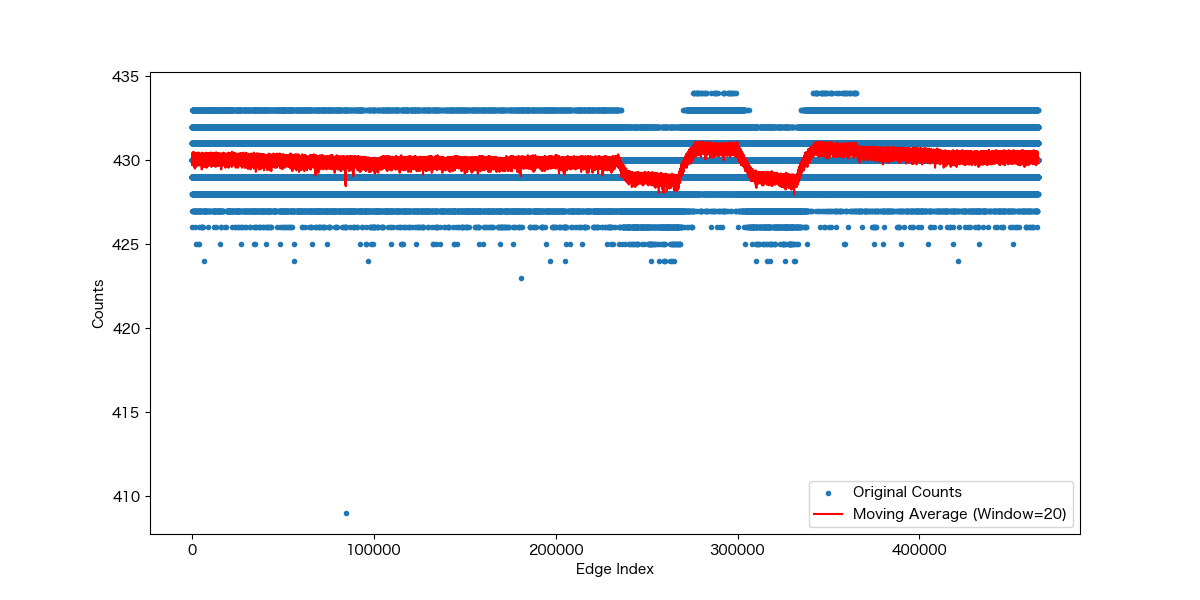 435
430
425
420
415
410
Counts
0
100000
200000
300000
400000
Edge Index
Original Counts
Moving Average (Window=20)